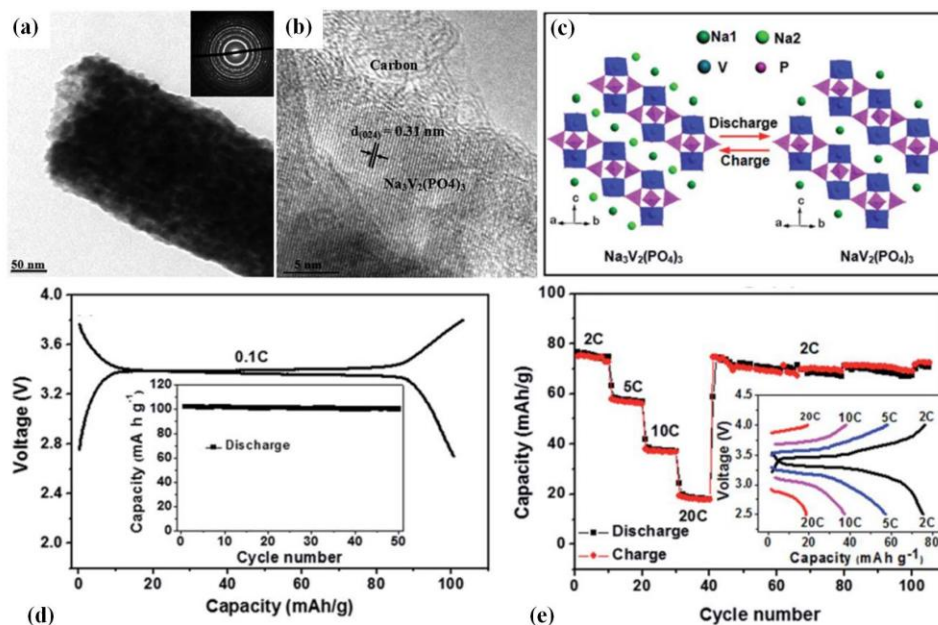 (a)
50 nm
(b)
Carbon
d(024) = 0.31 nm
Na3V2(PO4)3
5 nm
(c)
Na1
Na2
V
P
Discharge
Charge
c
a
b
c
a
b
Na3V2(PO4)3
NaV2(PO4)3
4.0
3.6
3.2
2.8
2.4
1.8
Voltage (V)
0.1C
120
100
80
60
40
20
0
Capacity (mA h g-1)
Discharge
0
10
20
30
40
50
Cycle number
0
20
40
60
80
100
(d)
Capacity (mAh/g)
100
80
60
40
20
0
Capacity (mAh/g)
2C
5C
10C
20C
2C
Discharge
Charge
4.5
4.0
3.5
3.0
2.5
Voltage (V)
20C
10C
5C
2C
20C
10C
5C
2C
0
20
40
60
80
Capacity (mAh g-1)
0
20
40
60
80
100
(e)
Cycle number